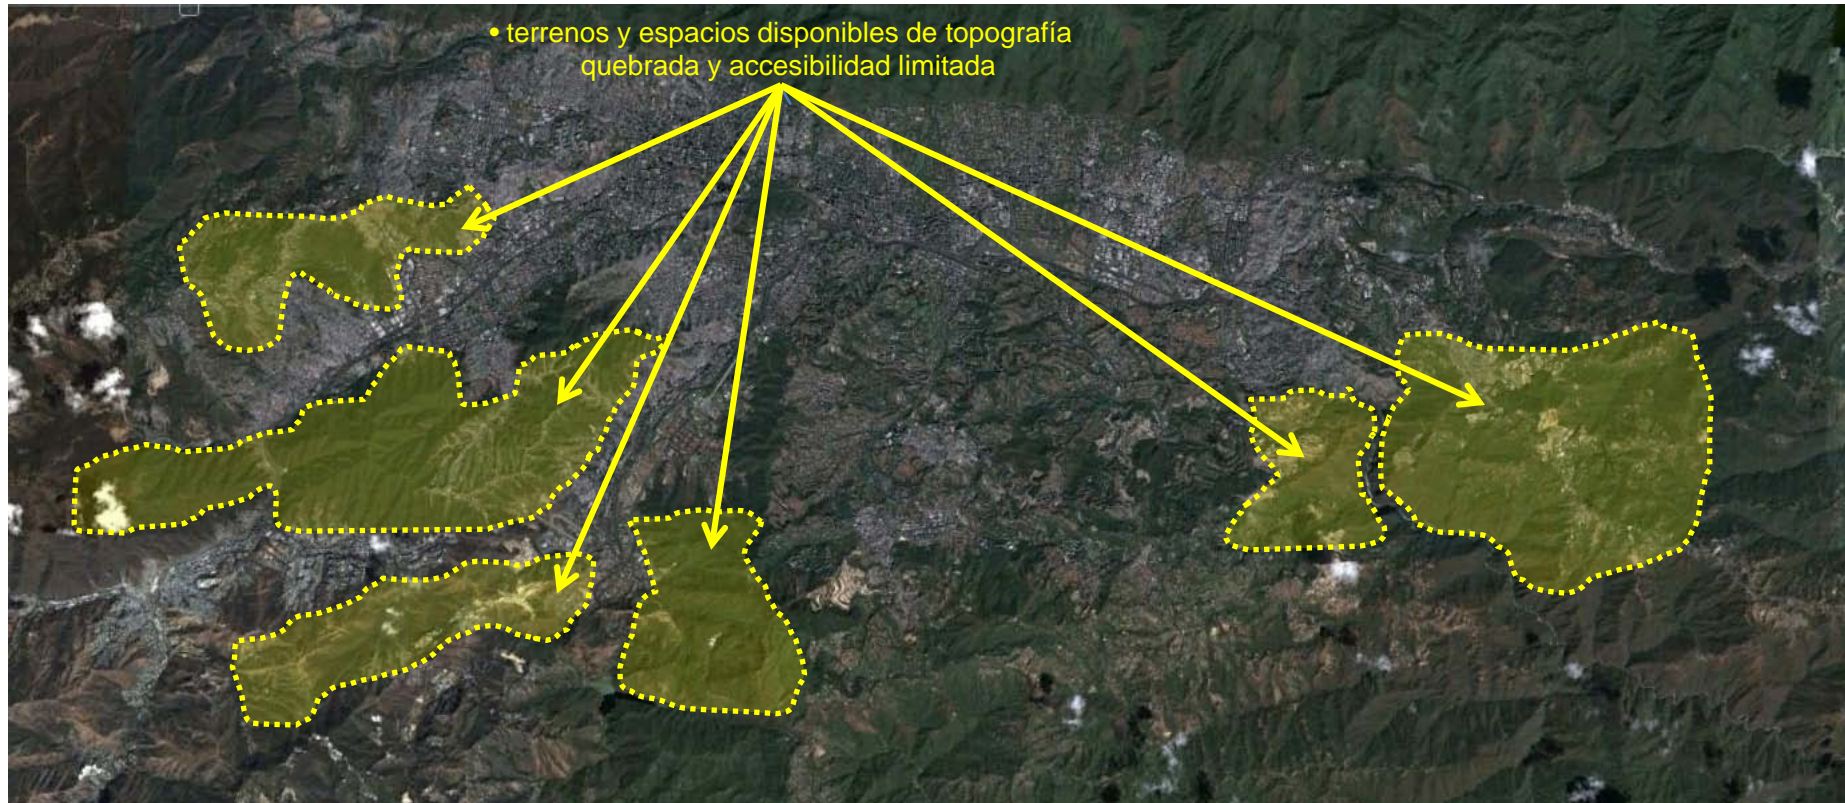 • terrenos y espacios disponibles de topografía
quebrada y accesibilidad limitada